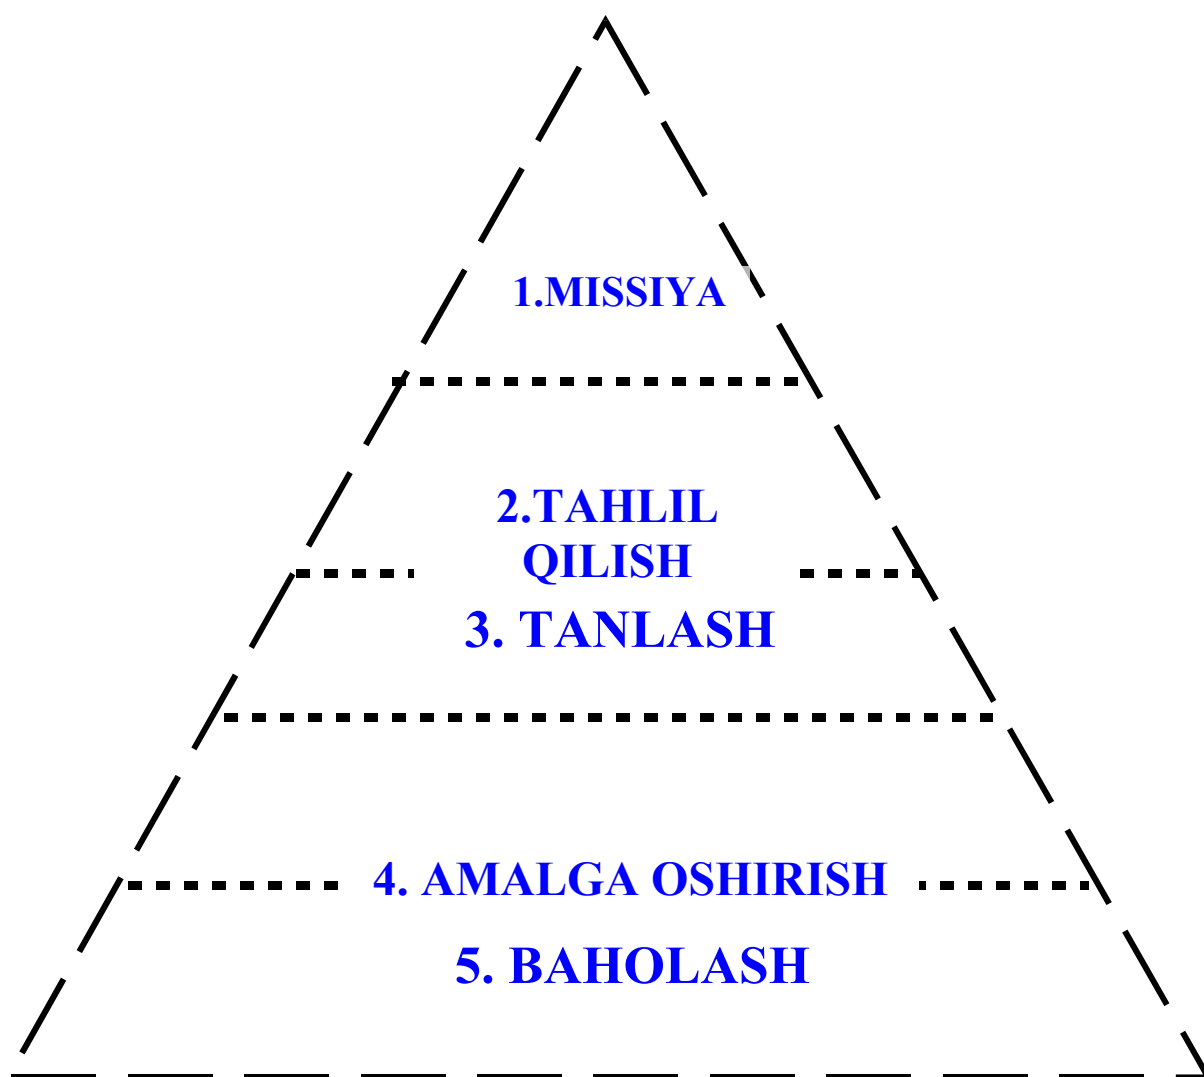 1.MISSIYA
2.TAHLIL
QILISH
3. TANLASH
4. AMALGA OSHIRISH
5. BAHOLASH